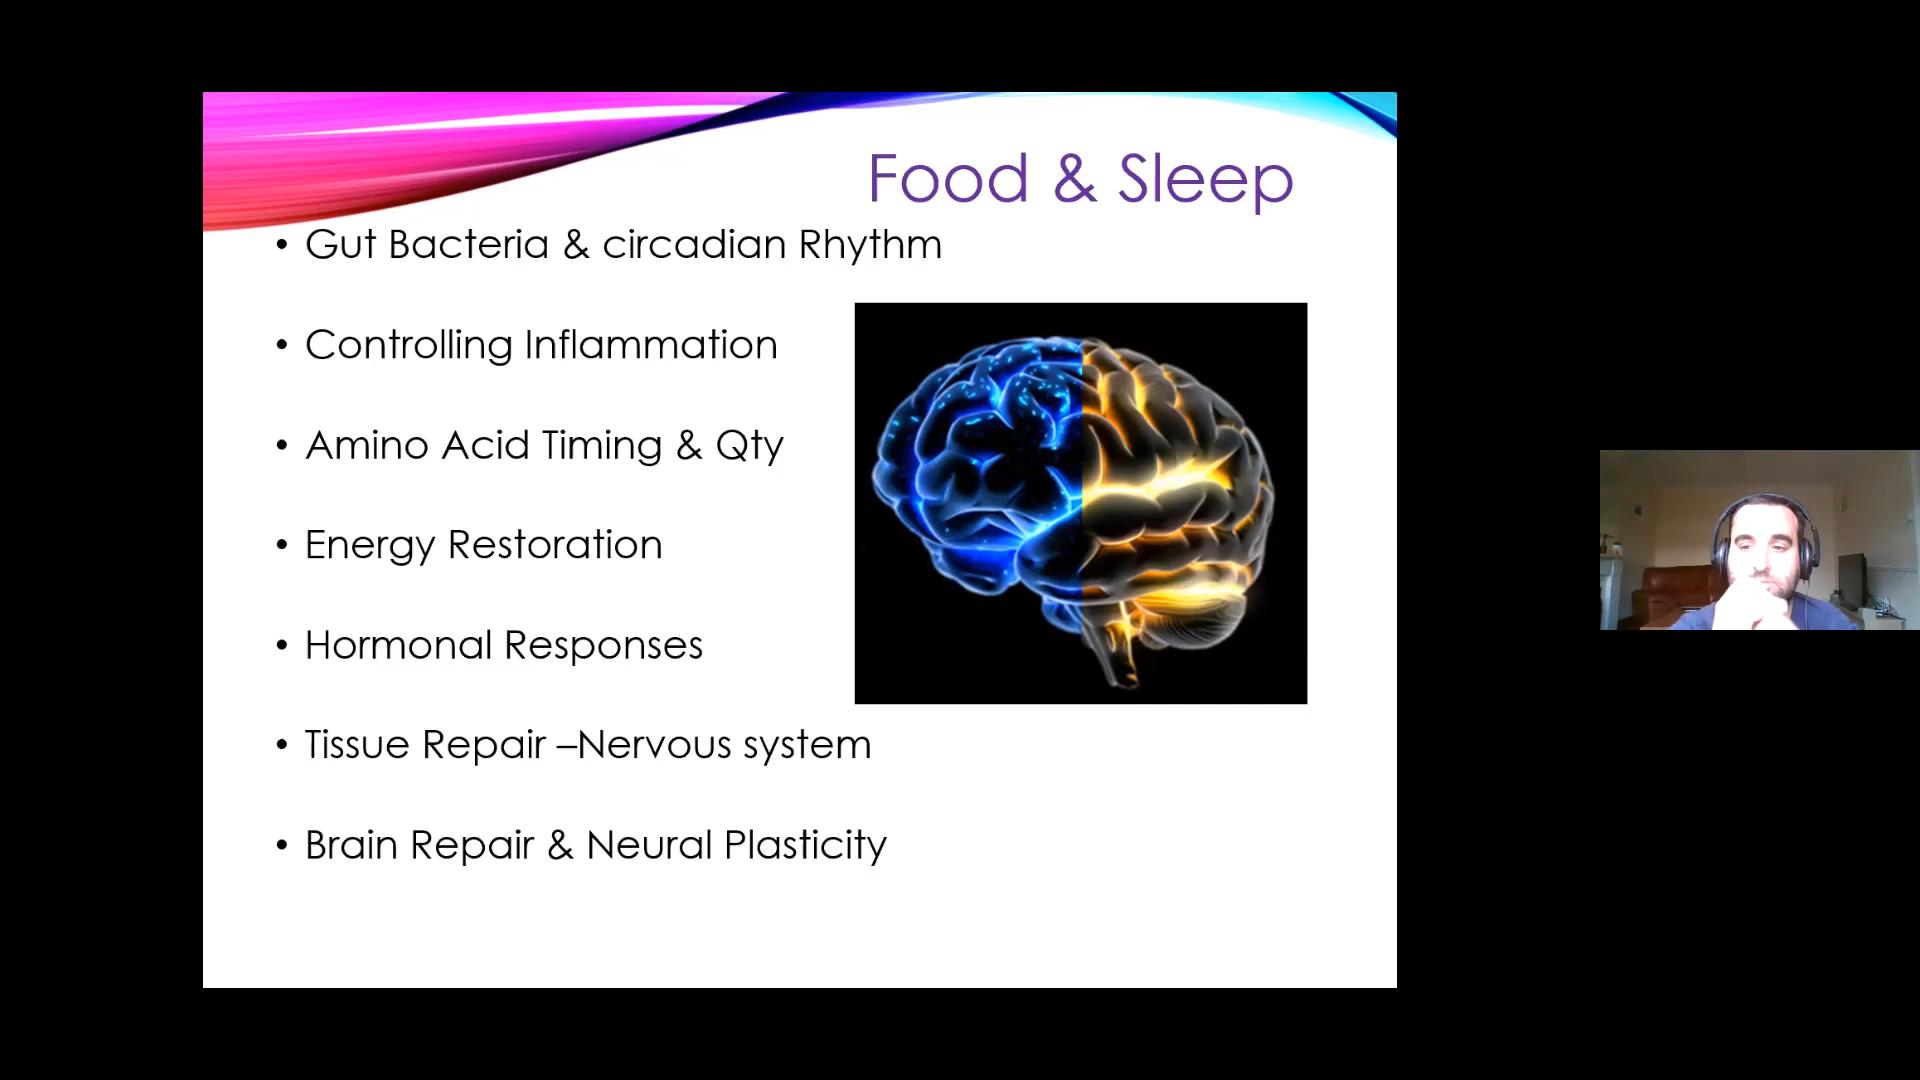 Food & Sleep
• Gut Bacteria & circadian Rhythm
• Controlling Inflammation
• Amino Acid Timing & Qty
• Energy Restoration
• Hormonal Responses
• Tissue Repair –Nervous system
• Brain Repair & Neural Plasticity